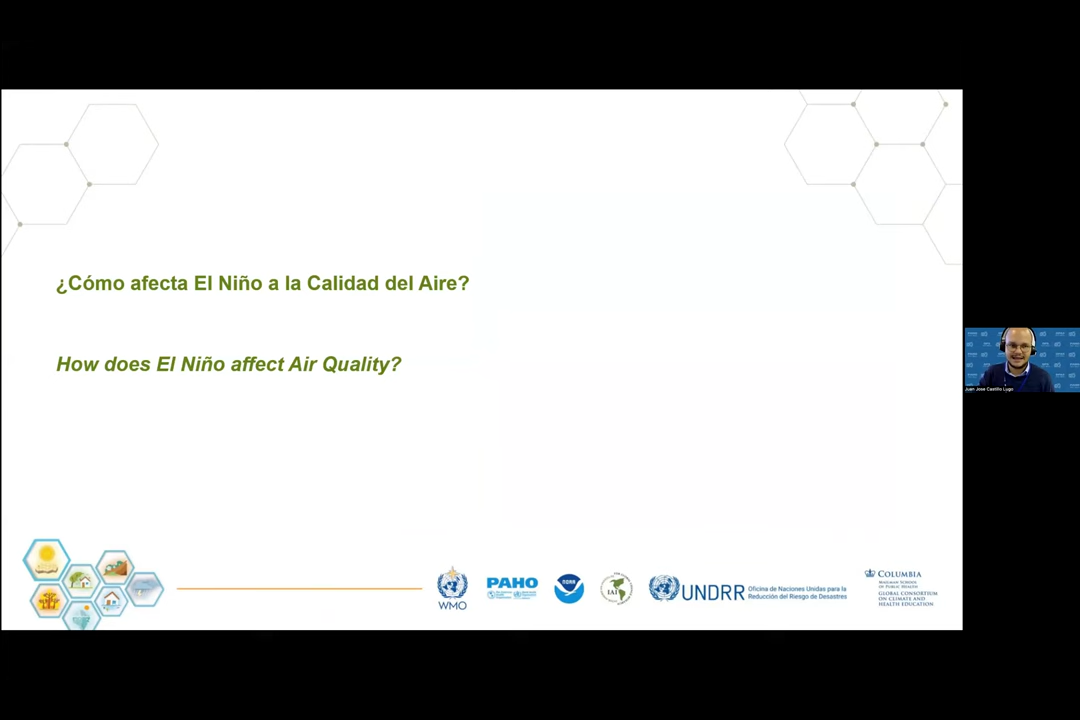 ¿Cómo afecta El Niño a la Calidad del Aire?
How does El Niño affect Air Quality?
Juan Jose Castillo Lugo
WMO
PAHO
NOAA
IAI
UNDRR
Oficina de Naciones Unidas para la
Reducción del Riesgo de Desastres
COLUMBIA
MAILMAN SCHOOL
OF PUBLIC HEALTH
GLOBAL CONSORTIUM
ON CLIMATE AND
HEALTH EDUCATION